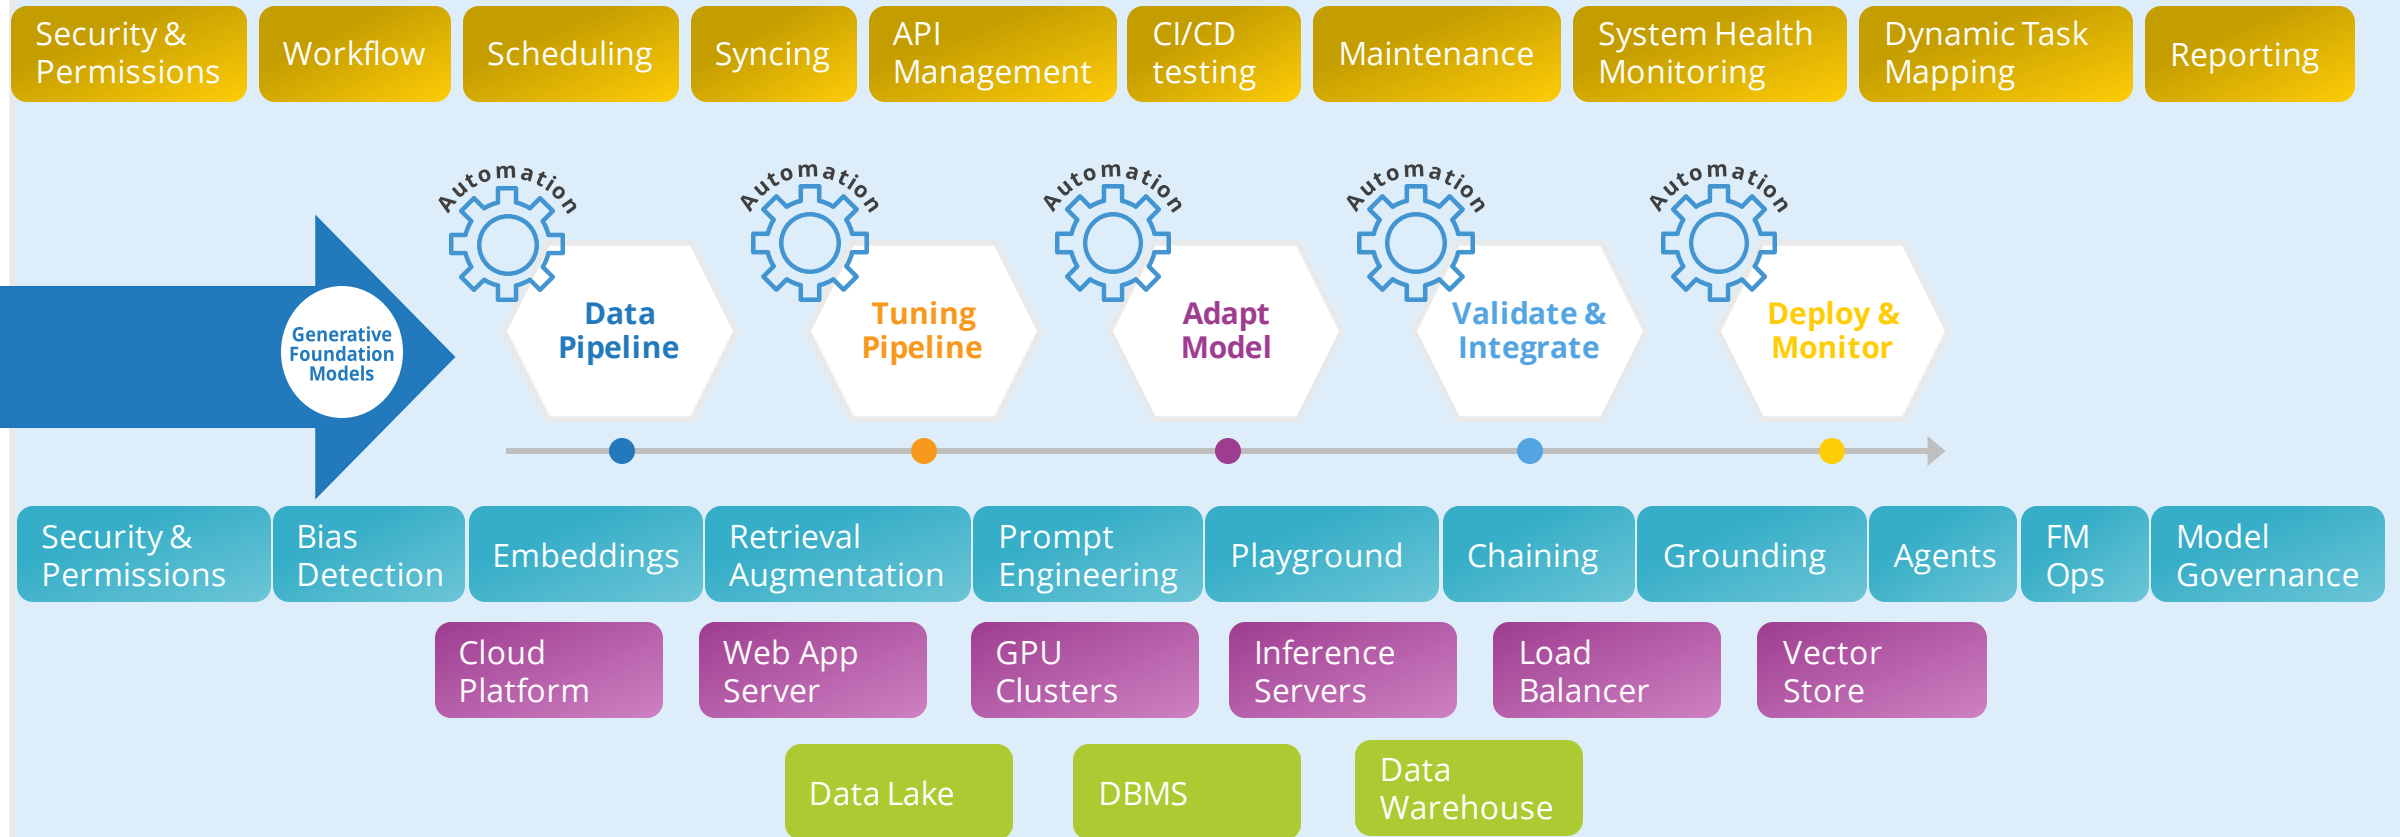 Security &
Permissions
Workflow
Scheduling
Syncing
API
Management
CI/CD
testing
Maintenance
System Health
Monitoring
Dynamic Task
Mapping
Reporting
Automation
Automation
Automation
Automation
Automation
Generative
Foundation
Models
Data
Pipeline
Tuning
Pipeline
Adapt
Model
Validate &
Integrate
Deploy &
Monitor
Security &
Permissions
Bias
Detection
Embeddings
Retrieval
Augmentation
Prompt
Engineering
Playground
Chaining
Grounding
Agents
FM
Ops
Model
Governance
Cloud
Platform
Web App
Server
GPU
Clusters
Inference
Servers
Load
Balancer
Vector
Store
Data Lake
DBMS
Data
Warehouse